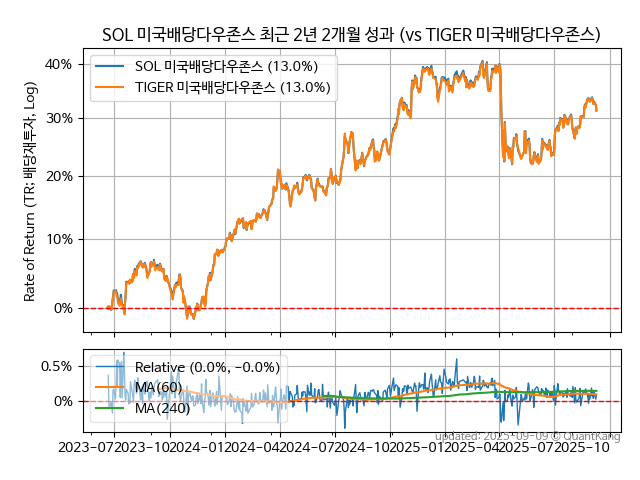 SOL 미국배당다우존스 최근 2년 2개월 성과 (vs TIGER 미국배당다우존스)
SOL 미국배당다우존스 (13.0%)
TIGER 미국배당다우존스 (13.0%)
40%
30%
20%
10%
0%
Rate of Return (TR: 배당재투자, Log)
Relative (0.0%, −0.0%)
MA(60)
MA(240)
0.5%
0%
2023-07
2023-10
2024-01
2024-04
2024-07
2024-10
2025-01
2025-04
2025-07
2025-10
updated: 2025-09-09 © QuantKang